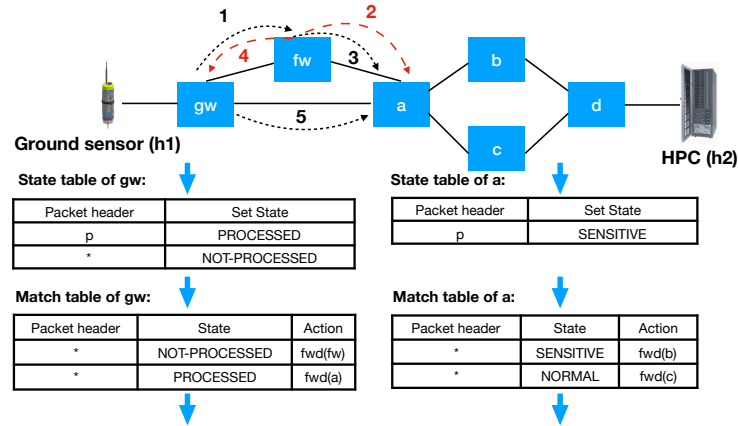 1
2
4
3
fw
b
gw
5
a
d
c
Ground sensor (h1)
HPC (h2)
State table of gw:
Packet header Set State
p PROCESSED
* NOT-PROCESSED
State table of a:
Packet header Set State
p SENSITIVE
Match table of gw:
Packet header State Action
* NOT-PROCESSED fwd(fw)
* PROCESSED fwd(a)
Match table of a:
Packet header State Action
* SENSITIVE fwd(b)
* NORMAL fwd(c)